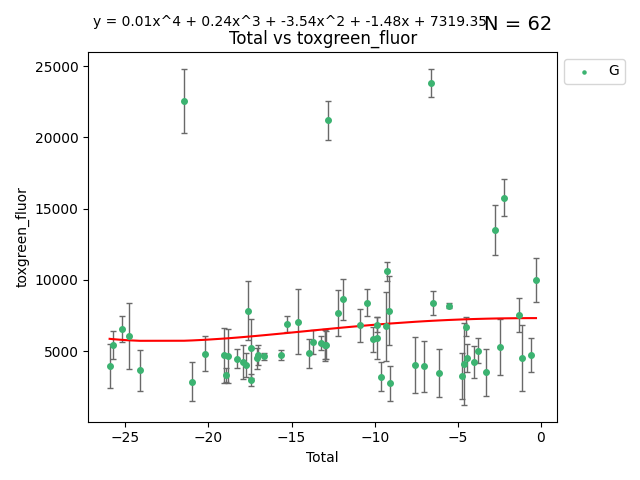 y = 0.01x^4 + 0.24x^3 + -3.54x^2 + -1.48x + 7319.35
N = 62
Total vs toxgreen_fluor
G
25000
20000
15000
10000
5000
toxgreen_fluor
−25 −20 −15 −10 −5 0
Total